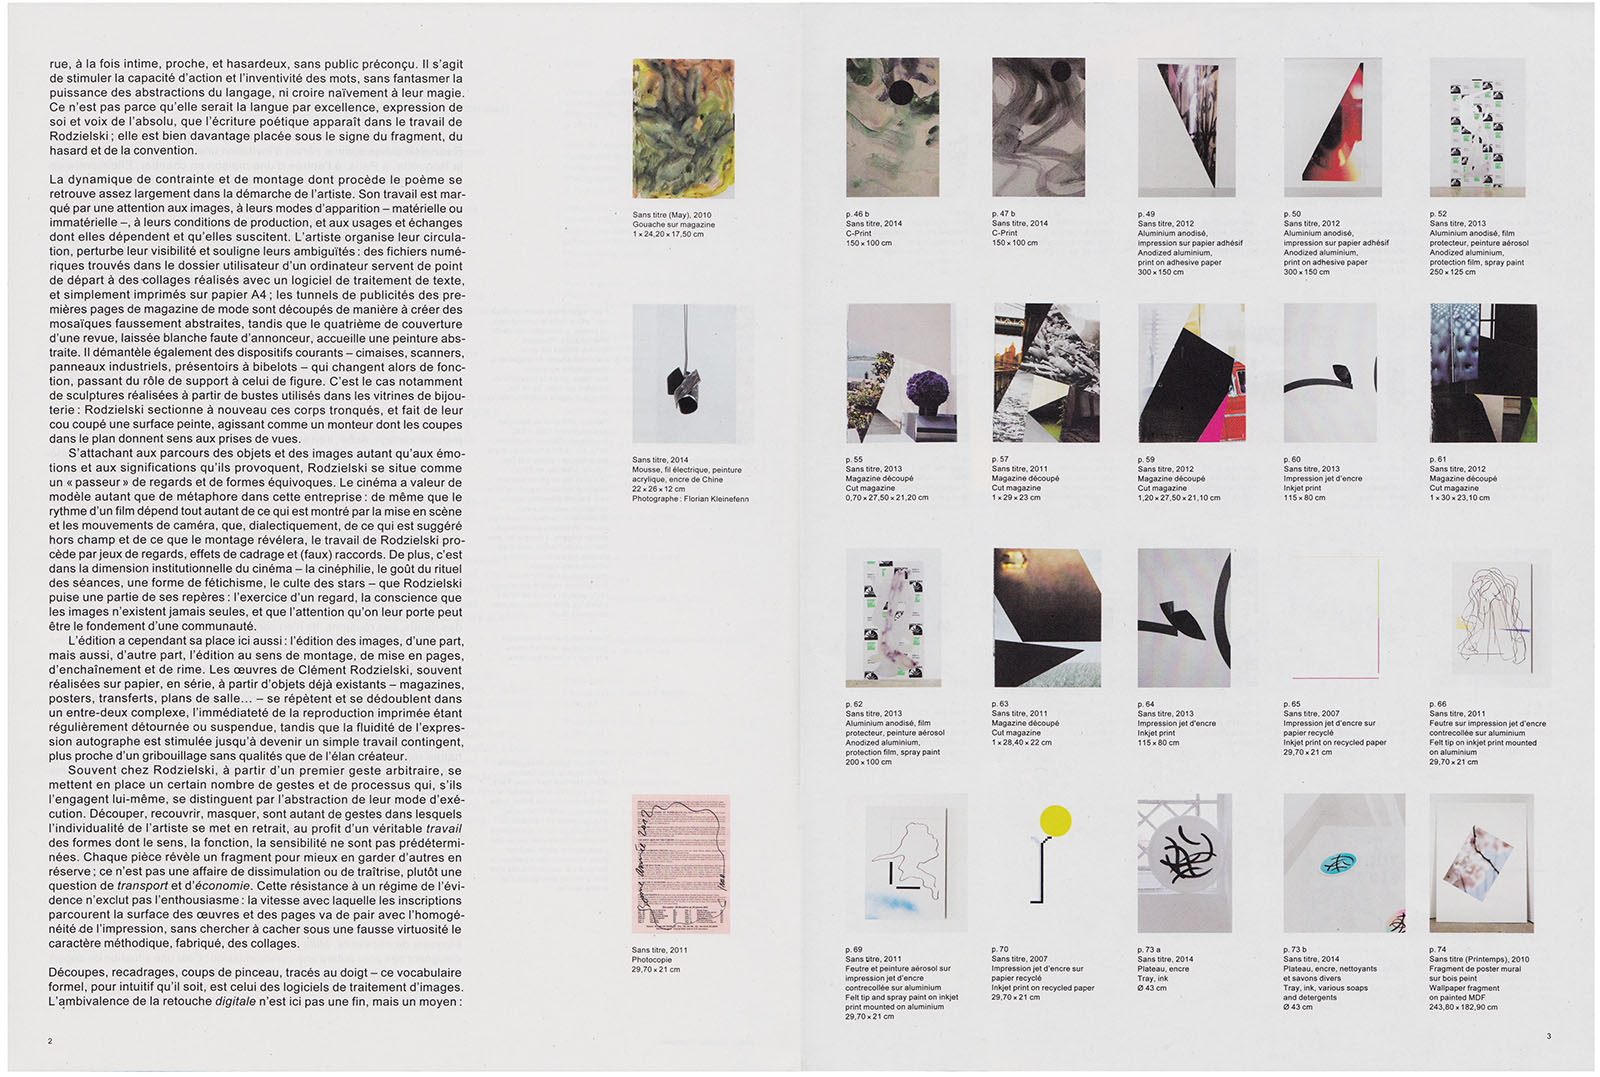 rue, à la fois intime, proche, et hasardeux, sans public préconçu. Il s’agit
de stimuler la capacité d’action et l’inventivité des mots, sans fantasmer la
puissance des abstractions du langage, ni croire naïvement à leur magie.
Ce n’est pas parce qu’elle serait la langue par excellence, expression de
soi et voix de l’absolu, que l’écriture poétique apparaît dans le travail de
Rodzielski ; elle est bien davantage placée sous le signe du fragment, du
hasard et de la convention.
La dynamique de contrainte et de montage dont procède le poème se
retrouve assez largement dans la démarche de l’artiste. Son travail est mar-
qué par une attention aux images, à leurs modes d’apparition – matérielle ou
immatérielle –, à leurs conditions de production, et aux usages et échanges
dont elles dépendent et qu’elles suscitent. L’artiste organise leur circula-
tion, perturbe leur visibilité et souligne leurs ambiguïtés : des fichiers numé-
riques trouvés dans le dossier utilisateur d’un ordinateur servent de point
de départ à des collages réalisés avec un logiciel de traitement de texte,
et simplement imprimés sur papier A4 ; les tunnels de publicités des pre-
mières pages de magazine de mode sont découpés de manière à créer des
mosaïques faussement abstraites, tandis que le quatrième de couverture
d’une revue, laissée blanche faute d’annonceur, accueille une peinture abs-
traite. Il démantèle également des dispositifs courants – cimaises, scanners,
panneaux industriels, présentoirs à bibelots – qui changent alors de fonc-
tion, passant du rôle de support à celui de figure. C’est le cas notamment
de sculptures réalisées à partir de bustes utilisés dans les vitrines de bijou-
terie : Rodzielski sectionne à nouveau ces corps tronqués, et fait de leur
cou coupé une surface peinte, agissant comme un monteur dont les coupes
dans le plan donnent sens aux prises de vues.
S’attachant aux parcours des objets et des images autant qu’aux émo-
tions et aux significations qu’ils provoquent, Rodzielski se situe comme
un « passeur » de regards et de formes équivoques. Le cinéma a valeur de
modèle autant que de métaphore dans cette entreprise : de même que le
rythme d’un film dépend tout autant de ce qui est montré par la mise en scène
et les mouvements de caméra, que, dialectiquement, de ce qui est suggéré
hors champ et de ce que le montage révélera, le travail de Rodzielski pro-
cède par jeux de regards, effets de cadrage et (faux) raccords. De plus, c’est
dans la dimension institutionnelle du cinéma – la cinéphilie, le goût du rituel
des séances, une forme de fétichisme, le culte des stars – que Rodzielski
puise une partie de ses repères : l’exercice d’un regard, la conscience que
les images n’existent jamais seules, et que l’attention qu’on leur porte peut
être le fondement d’une communauté.
L’édition a cependant sa place ici aussi : l’édition des images, d’une part,
mais aussi, d’autre part, l’édition au sens de montage, de mise en pages,
d’enchaînement et de rime. Les œuvres de Clément Rodzielski, souvent
réalisées sur papier, en série, à partir d’objets déjà existants – magazines,
posters, transferts, plans de salle… – se répètent et se dédoublent dans
un entre-deux complexe, l’immédiateté de la reproduction imprimée étant
régulièrement détournée ou suspendue, tandis que la fluidité de l’expres-
sion autographe est stimulée jusqu’à devenir un simple travail contingent,
plus proche d’un gribouillage sans qualités que de l’élan créateur.
Souvent chez Rodzielski, à partir d’un premier geste arbitraire, se
mettent en place un certain nombre de gestes et de processus qui, s’ils
l’engagent lui-même, se distinguent par l’abstraction de leur mode d’exé-
cution. Découper, recouvrir, masquer, sont autant de gestes dans lesquels
l’individualité de l’artiste se met en retrait, au profit d’un véritable travail
des formes dont le sens, la fonction, la sensibilité ne sont pas prédétermi-
nées. Chaque pièce révèle un fragment pour mieux en garder d’autres en
réserve ; ce n’est pas une affaire de dissimulation ou de traîtrise, plutôt une
question de transport et d’économie. Cette résistance à un régime de l’évi-
dence n’exclut pas l’enthousiasme : la vitesse avec laquelle les inscriptions
parcourent la surface des œuvres et des pages va de pair avec l’homogé-
néité de l’impression, sans chercher à cacher sous une fausse virtuosité le
caractère méthodique, fabriqué, des collages.
Découpes, recadrages, coups de pinceau, tracés au doigt – ce vocabulaire
formel, pour intuitif qu’il soit, est celui des logiciels de traitement d’images.
L’ambivalence de la retouche digitale n’est ici pas une fin, mais un moyen :
2
Sans titre (May), 2010
Gouache sur magazine
1 × 24,20 × 17,50 cm
Sans titre, 2014
Mousse, fil électrique, peinture
acrylique, encre de Chine
22 × 26 × 12 cm
Photographe : Florian Kleinefenn
Bonne année 2012
Sans titre, 2011
Photocopie
29,70 × 21 cm
p. 46 b
Sans titre, 2014
C-Print
150 × 100 cm
p. 47 b
Sans titre, 2014
C-Print
150 × 100 cm
p. 49
Sans titre, 2012
Aluminium anodisé,
impression sur papier adhésif
Anodized aluminium,
print on adhesive paper
300 × 150 cm
p. 50
Sans titre, 2012
Aluminium anodisé,
impression sur papier adhésif
Anodized aluminium,
print on adhesive paper
300 × 150 cm
p. 52
Sans titre, 2013
Aluminium anodisé, film
protecteur, peinture aérosol
Anodized aluminium,
protection film, spray paint
250 × 125 cm
p. 55
Sans titre, 2013
Magazine découpé
Cut magazine
0,70 × 27,50 × 21,20 cm
p. 57
Sans titre, 2011
Magazine découpé
Cut magazine
1 × 29 × 23 cm
p. 59
Sans titre, 2012
Magazine découpé
Cut magazine
1,20 × 27,50 × 21,10 cm
p. 60
Sans titre, 2013
Impression jet d’encre
Inkjet print
115 × 80 cm
p. 61
Sans titre, 2012
Magazine découpé
Cut magazine
1 × 30 × 23,10 cm
p. 62
Sans titre, 2013
Aluminium anodisé, film
protecteur, peinture aérosol
Anodized aluminium,
protection film, spray paint
200 × 100 cm
p. 63
Sans titre, 2011
Magazine découpé
Cut magazine
1 × 28,40 × 22 cm
p. 64
Sans titre, 2013
Impression jet d’encre
Inkjet print
115 × 80 cm
p. 65
Sans titre, 2007
Impression jet d’encre sur
papier recyclé
Inkjet print on recycled paper
29,70 × 21 cm
p. 66
Sans titre, 2011
Feutre sur impression jet d’encre
contrecollée sur aluminium
Felt tip on inkjet print mounted
on aluminium
29,70 × 21 cm
p. 69
Sans titre, 2011
Feutre et peinture aérosol sur
impression jet d’encre
contrecollée sur aluminium
Felt tip and spray paint on inkjet
print mounted on aluminium
29,70 × 21 cm
p. 70
Sans titre, 2007
Impression jet d’encre sur
papier recyclé
Inkjet print on recycled paper
29,70 × 21 cm
p. 73 a
Sans titre, 2014
Plateau, encre
Tray, ink
Ø 43 cm
p. 73 b
Sans titre, 2014
Plateau, encre, nettoyants
et savons divers
Tray, ink, various soaps
and detergents
Ø 43 cm
p. 74
Sans titre (Printemps), 2010
Fragment de poster mural
sur bois peint
Wallpaper fragment
on painted MDF
243,80 × 182,90 cm
3